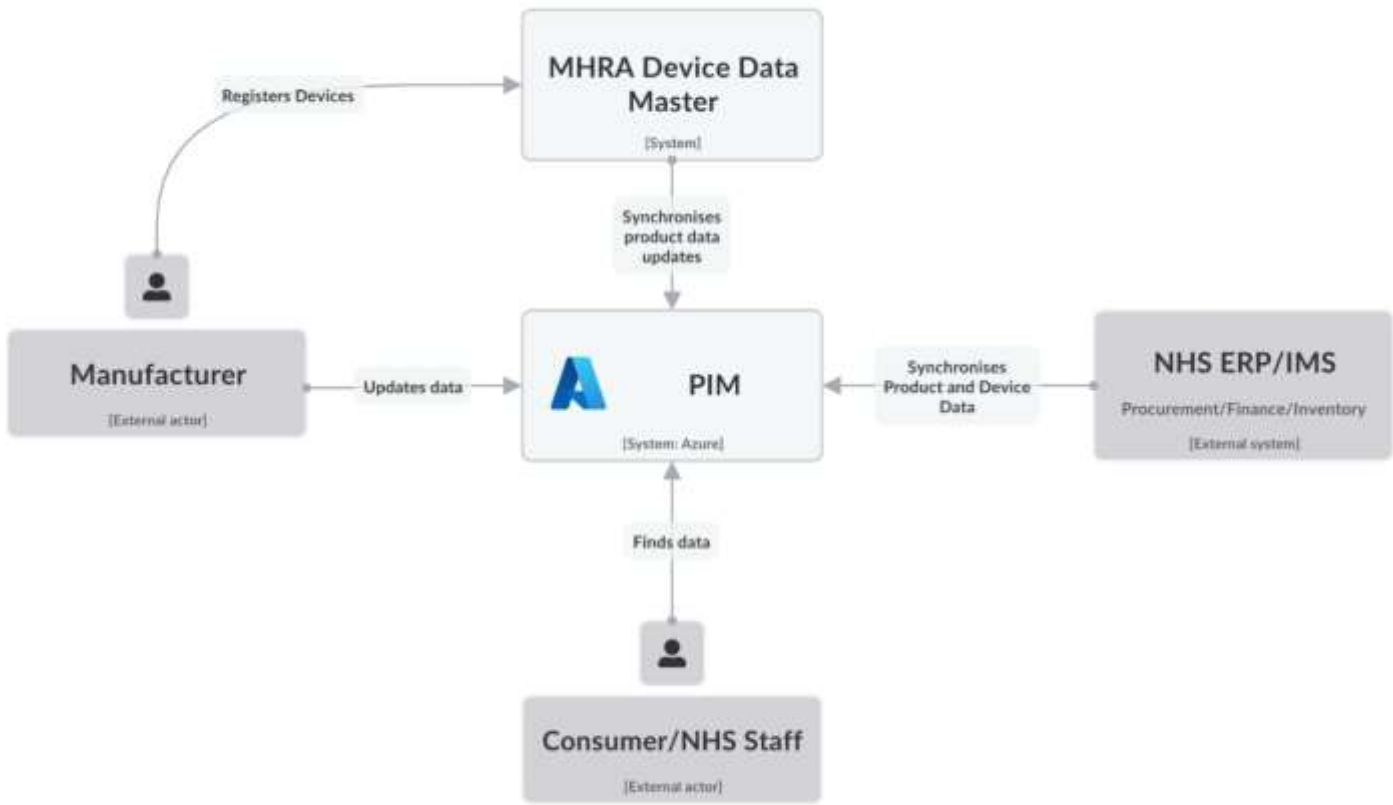 MHRA Device Data
Master
[System]
Registers Devices
Synchronises
product data
updates
Manufacturer
[External actor]
Updates data
PIM
[System: Azure]
Synchronises
Product and Device
Data
NHS ERP/IMS
Procurement/Finance/Inventory
[External system]
Finds data
Consumer/NHS Staff
[External actor]